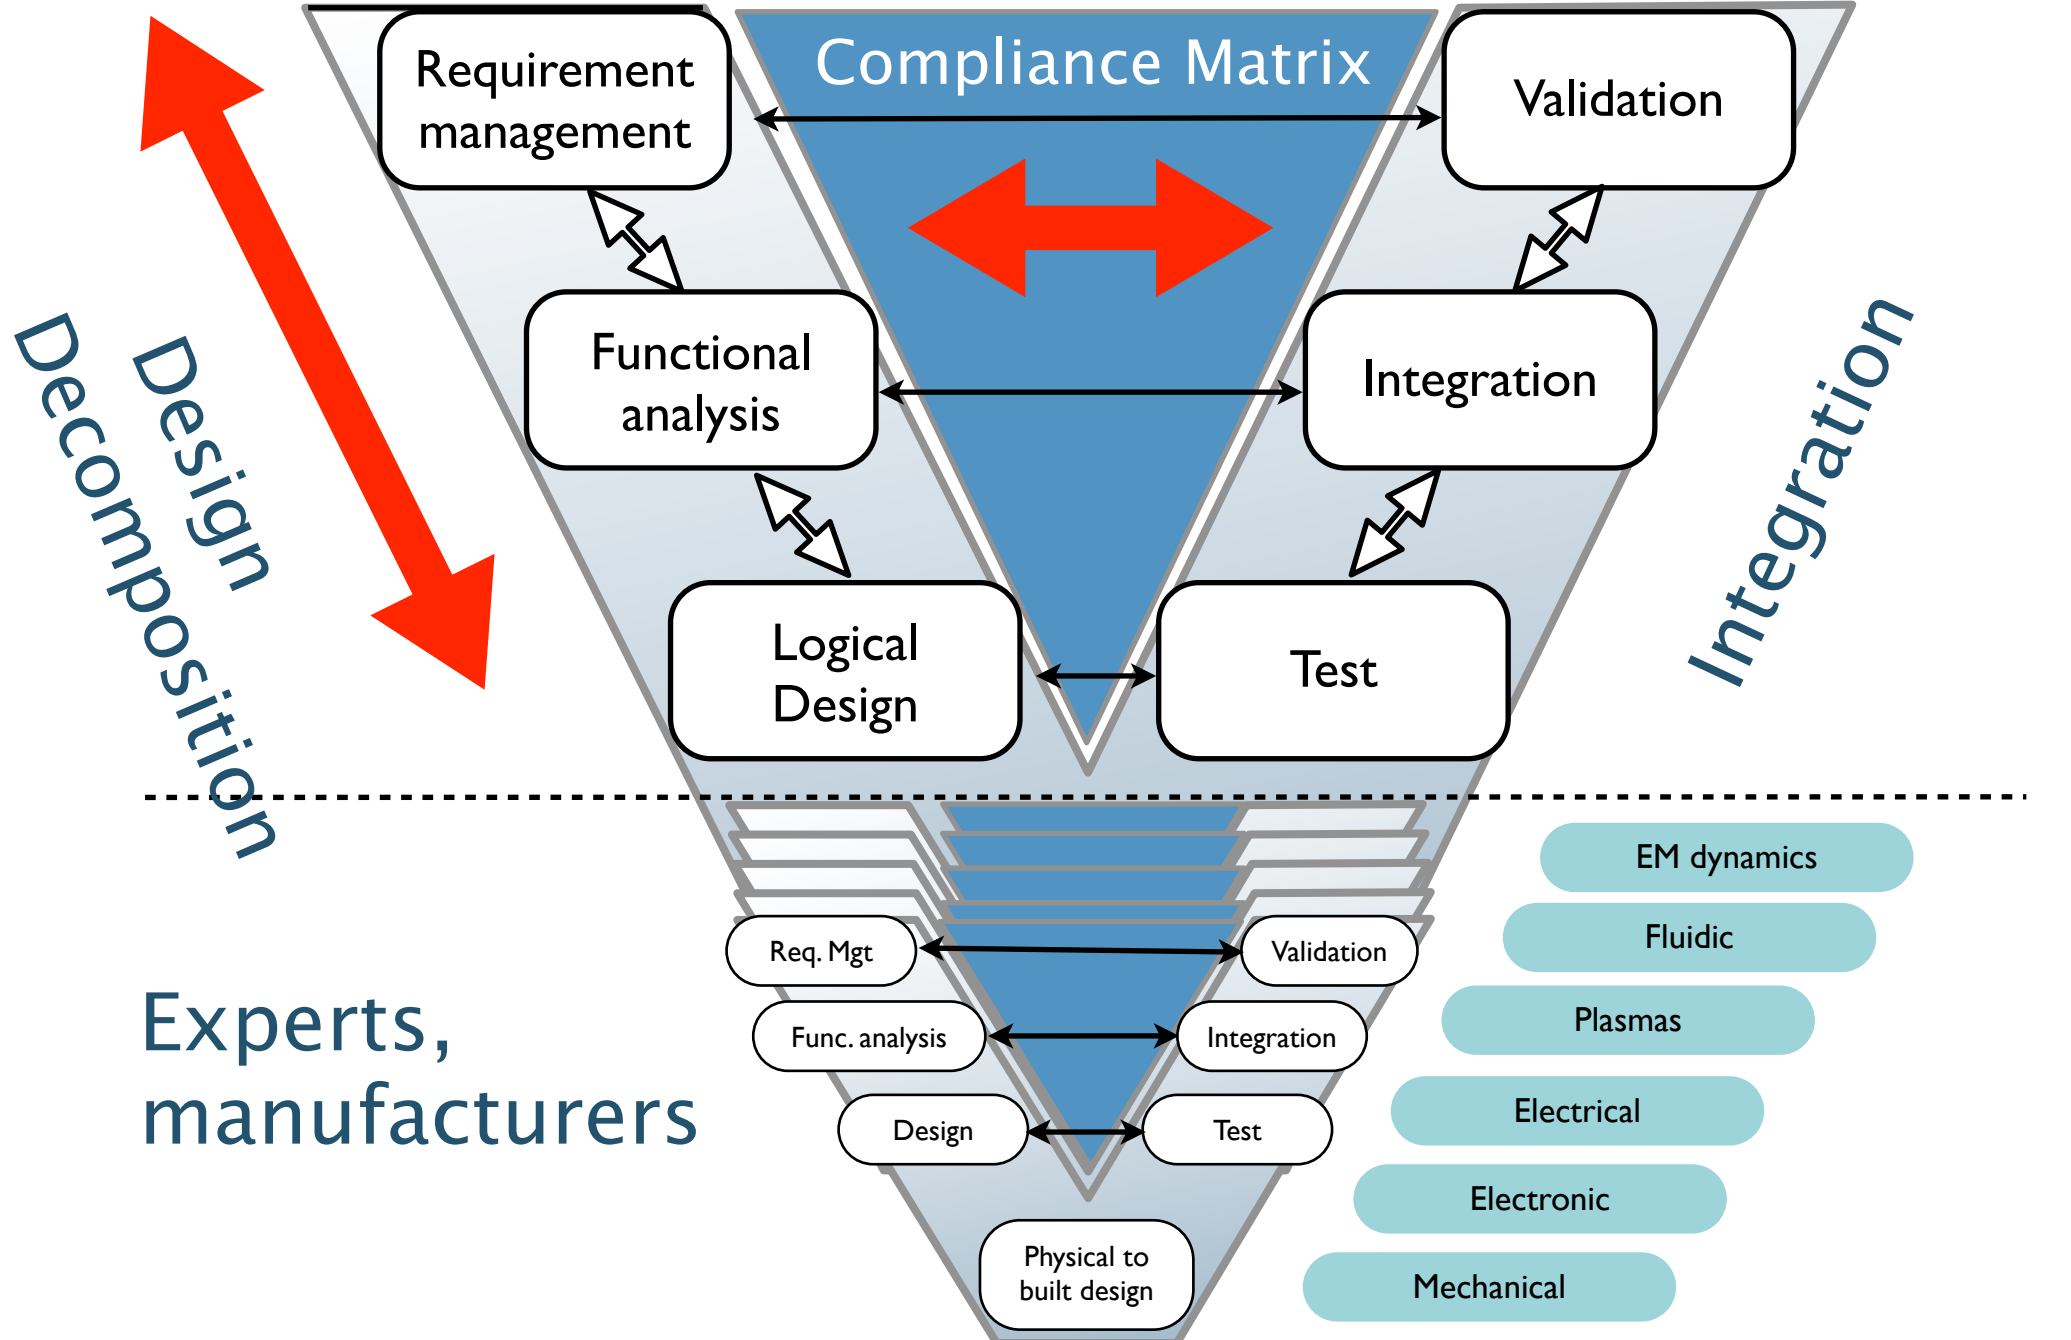 Compliance Matrix
Requirement
management
Validation
Functional
analysis
Integration
Logical
Design
Test
Design
Decomposition
Integration
EM dynamics
Fluidic
Plasmas
Electrical
Electronic
Mechanical
Experts,
manufacturers
Req. Mgt
Validation
Func. analysis
Integration
Design
Test
Physical to
built design